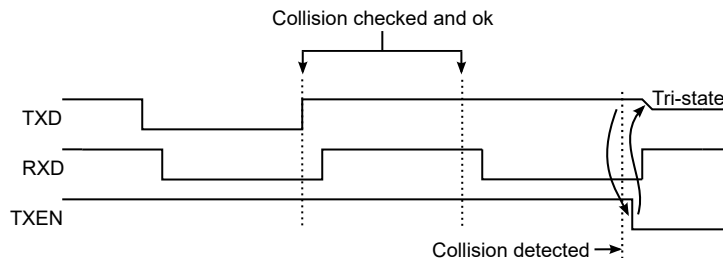 Collision checked and ok
TXD
Tri-state
RXD
TXEN
Collision detected